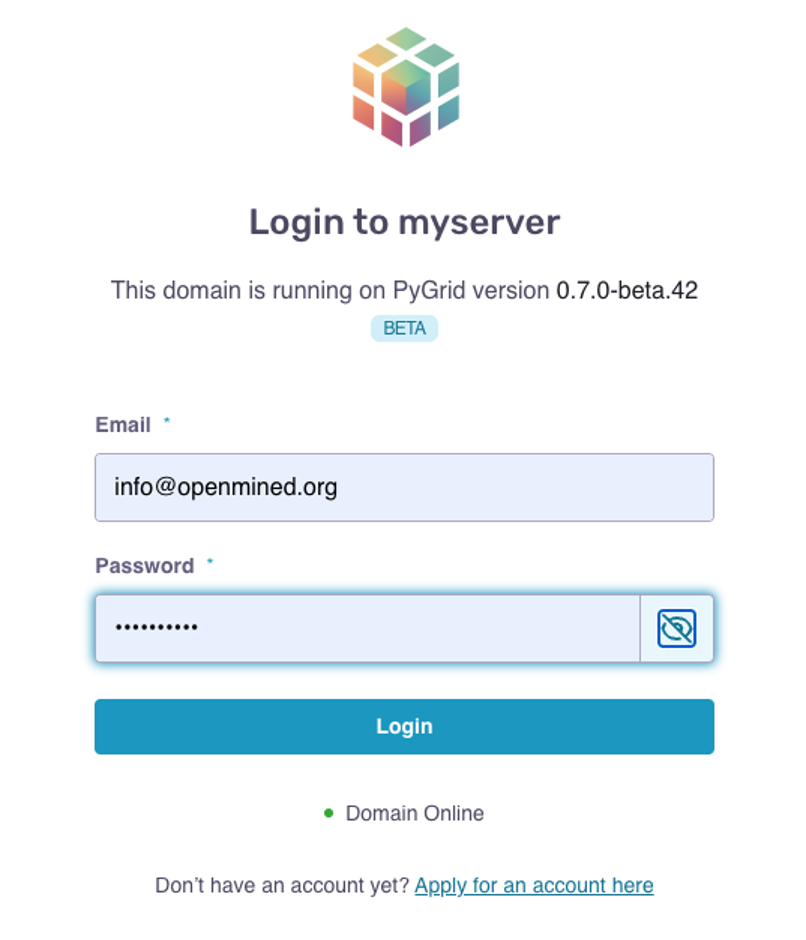 Login to myserver
This domain is running on PyGrid version 0.7.0-beta.42
BETA
Email *
info@openmined.org
Password *
••••••••••
Login
Domain Online
Don’t have an account yet? Apply for an account here